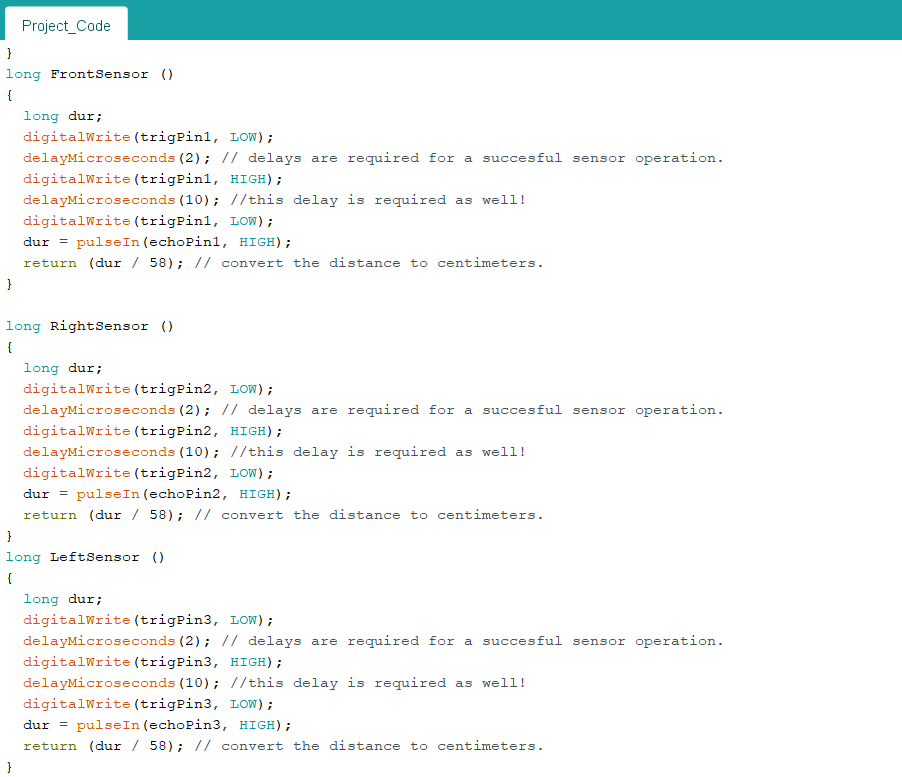 Project_Code
}
long FrontSensor ()
{
  long dur;
  digitalWrite(trigPin1, LOW);
  delayMicroseconds(2); // delays are required for a succesful sensor operation.
  digitalWrite(trigPin1, HIGH);
  delayMicroseconds(10); //this delay is required as well!
  digitalWrite(trigPin1, LOW);
  dur = pulseIn(echoPin1, HIGH);
  return (dur / 58); // convert the distance to centimeters.
}

long RightSensor ()
{
  long dur;
  digitalWrite(trigPin2, LOW);
  delayMicroseconds(2); // delays are required for a succesful sensor operation.
  digitalWrite(trigPin2, HIGH);
  delayMicroseconds(10); //this delay is required as well!
  digitalWrite(trigPin2, LOW);
  dur = pulseIn(echoPin2, HIGH);
  return (dur / 58); // convert the distance to centimeters.
}
long LeftSensor ()
{
  long dur;
  digitalWrite(trigPin3, LOW);
  delayMicroseconds(2); // delays are required for a succesful sensor operation.
  digitalWrite(trigPin3, HIGH);
  delayMicroseconds(10); //this delay is required as well!
  digitalWrite(trigPin3, LOW);
  dur = pulseIn(echoPin3, HIGH);
  return (dur / 58); // convert the distance to centimeters.
}